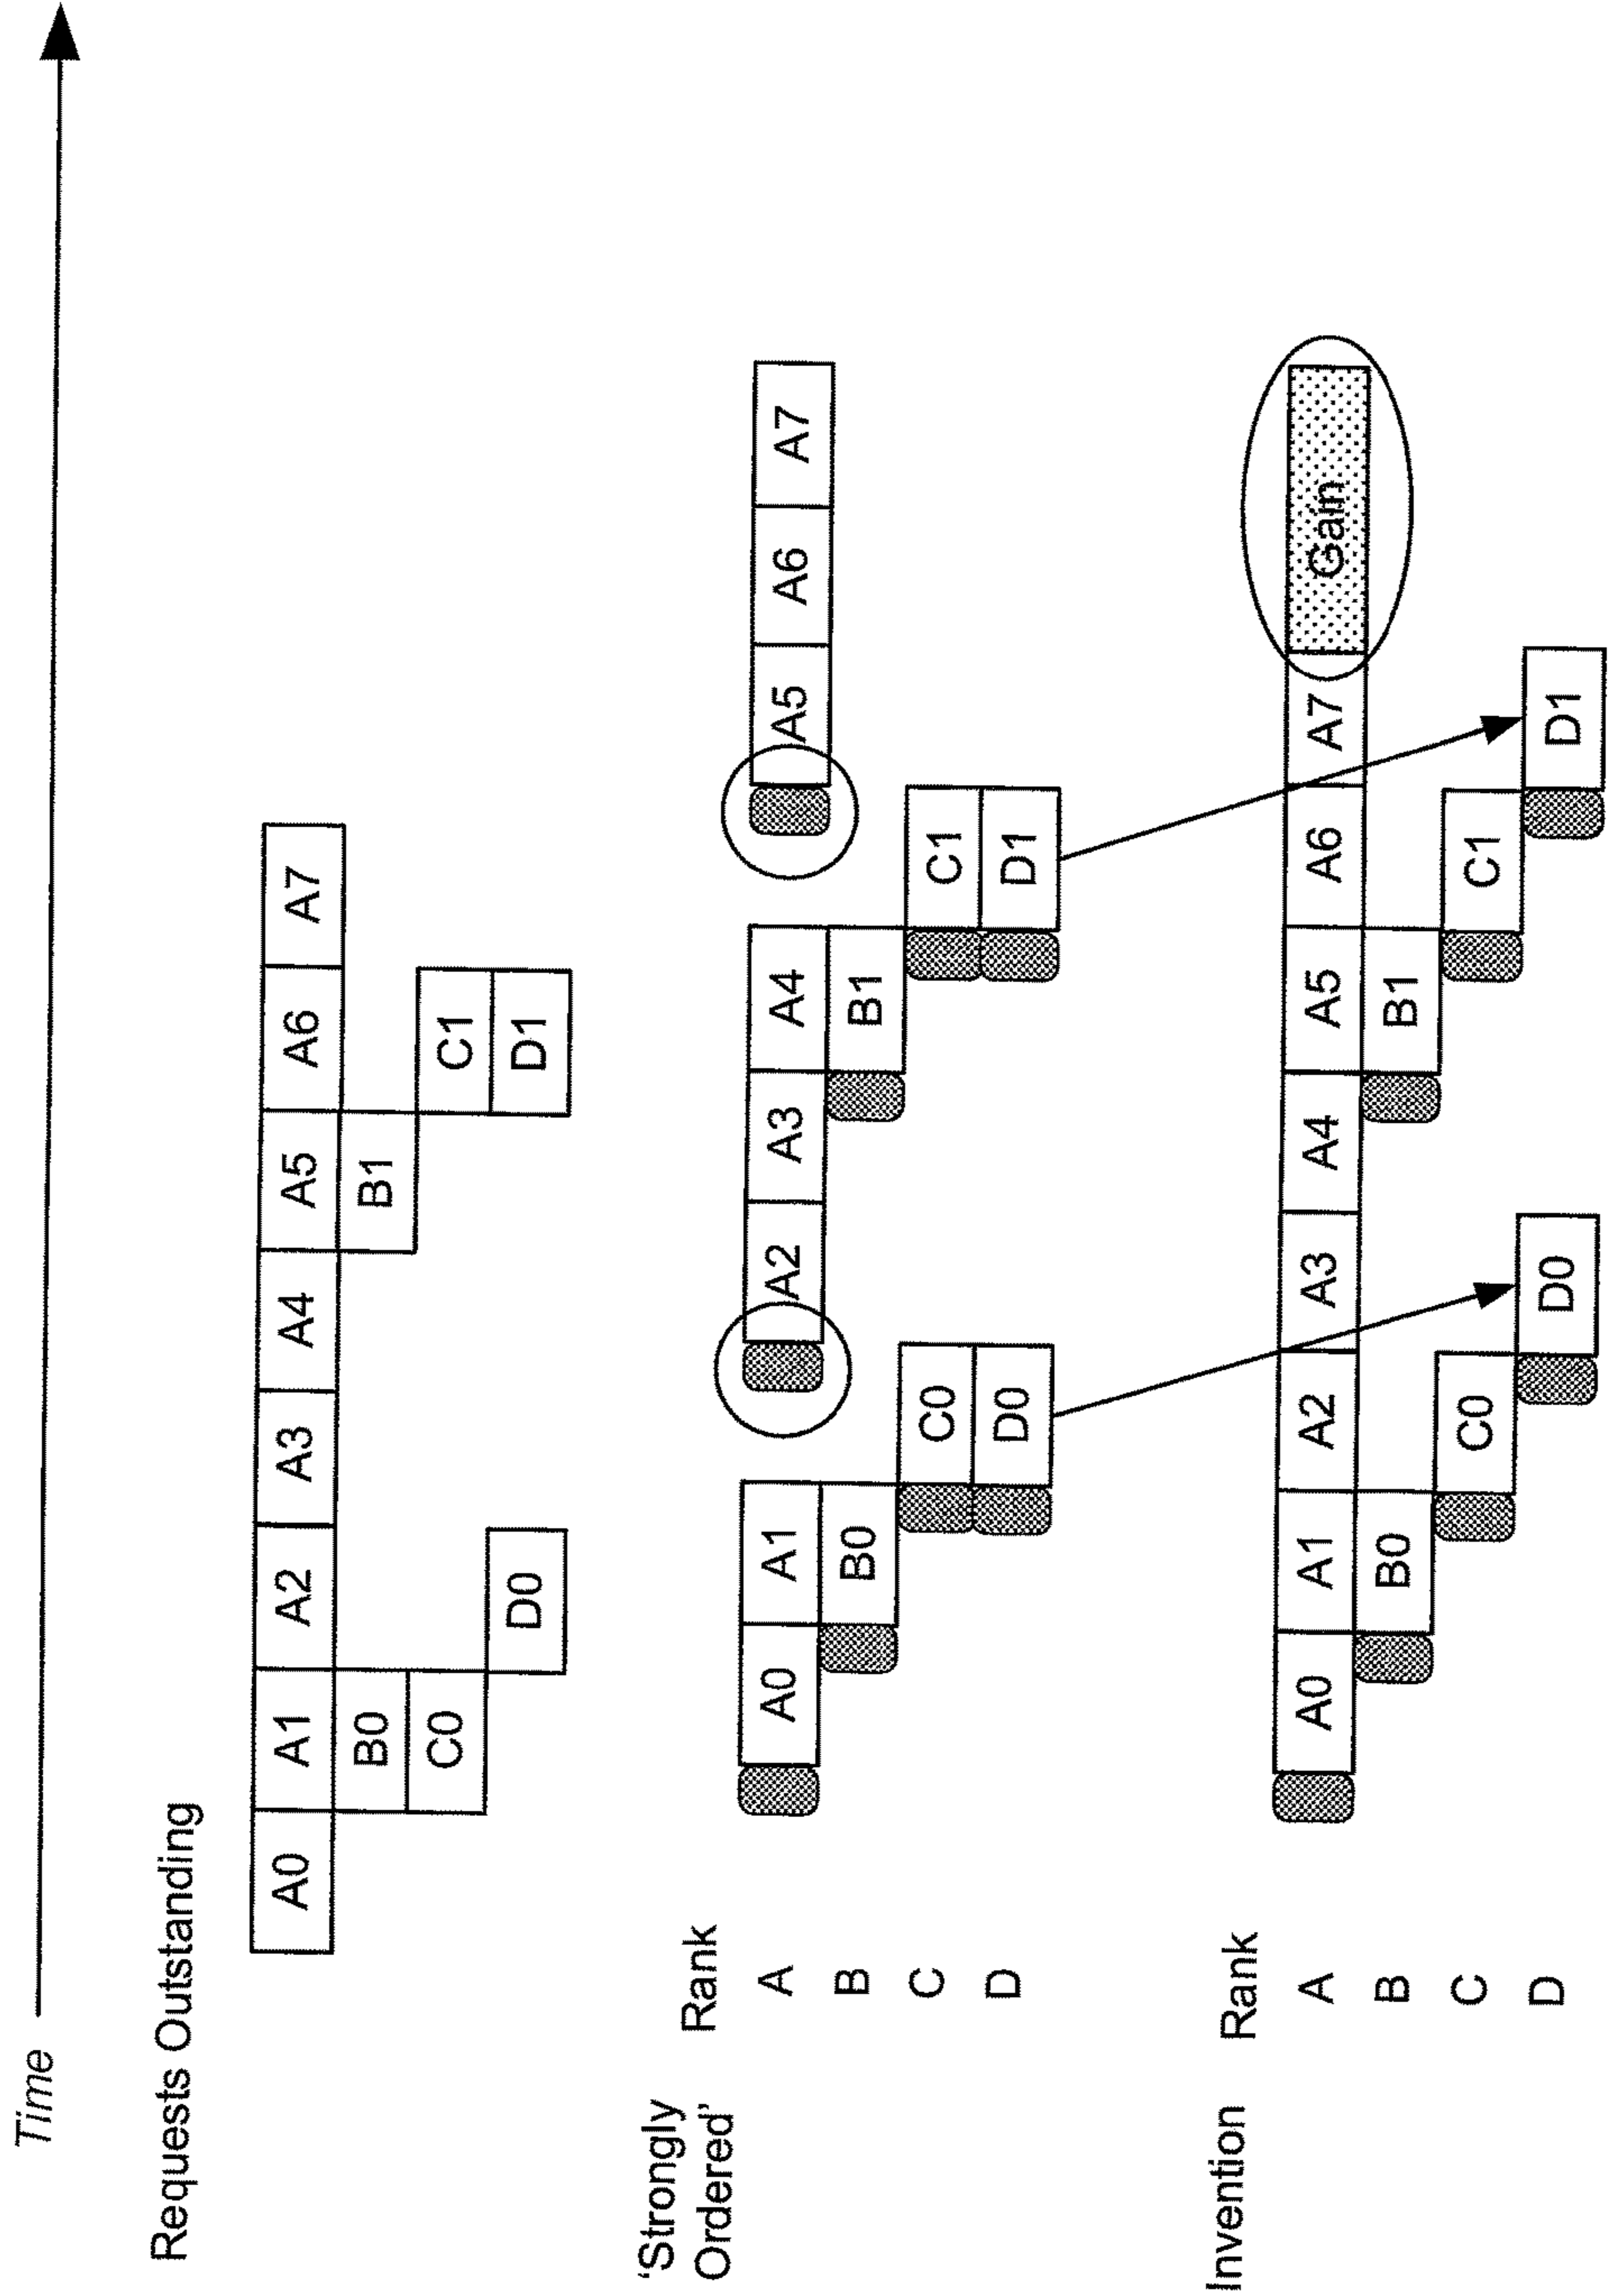 Time
Requests Outstanding
A0 A1 A2 A3 A4 A5 A6 A7
B0 B1
C0 C1
D0 D1
‘Strongly
Ordered’
Rank
A A0 A1 A2 A3 A4 A5 A6 A7
B B0 B1
C C0 C1
D D0 D1
Invention Rank
A A0 A1 A2 A3 A4 A5 A6 A7 Gain
B B0 B1
C C0 C1
D D0 D1